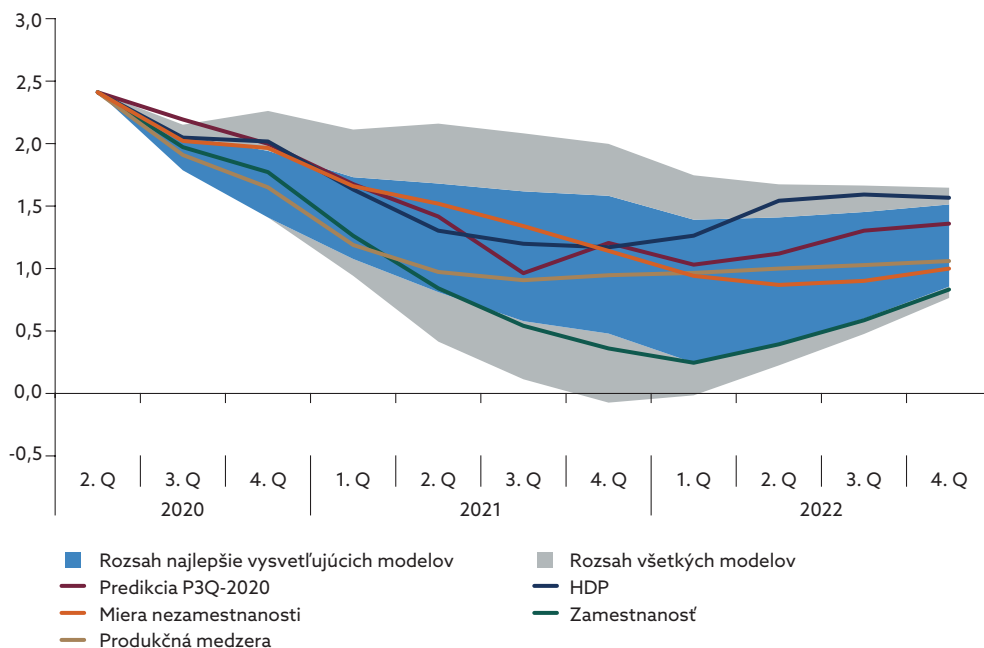 3,0
2,5
2,0
1,5
1,0
0,5
0,0
-0,5
2. Q 3. Q 4. Q 1. Q 2. Q 3. Q 4. Q 1. Q 2. Q 3. Q 4. Q
2020 2021 2022
Rozsah najlepšie vysvetľujúcich modelov Rozsah všetkých modelov
Predikcia P3Q-2020 HDP
Miera nezamestnanosti Zamestnanosť
Produkčná medzera